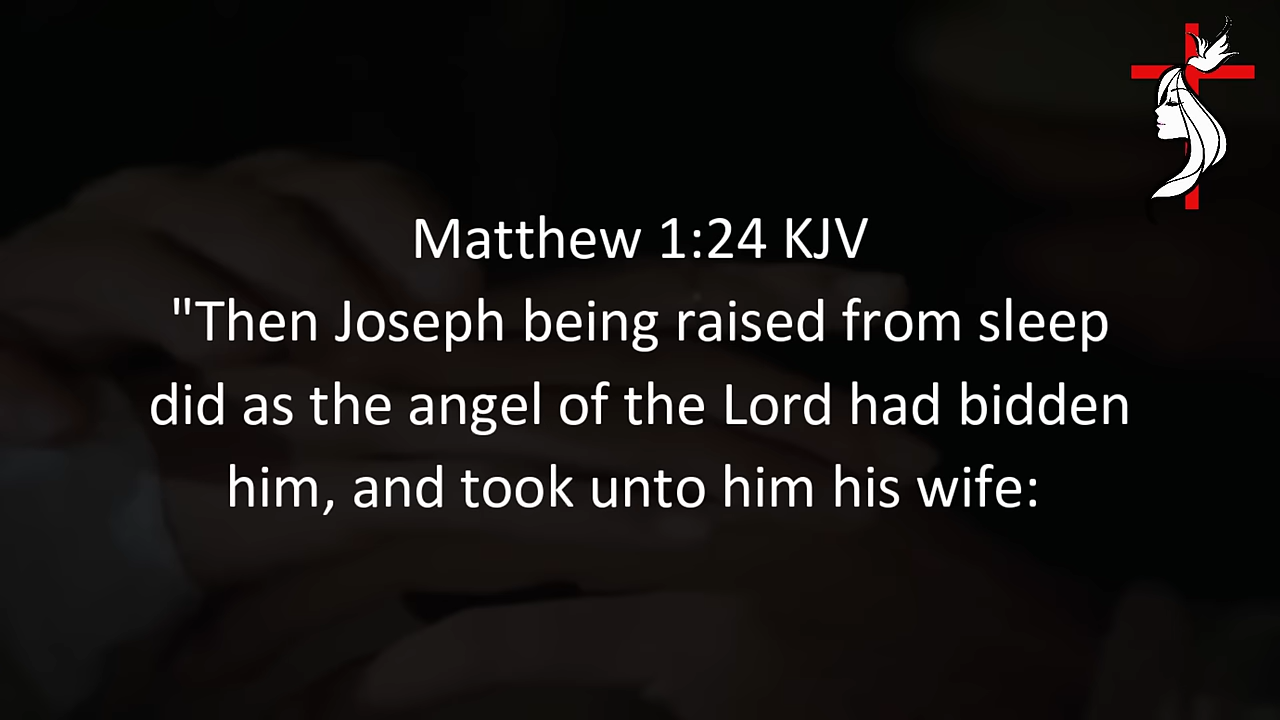 Matthew 1:24 KJV
"Then Joseph being raised from sleep
did as the angel of the Lord had bidden
him, and took unto him his wife: